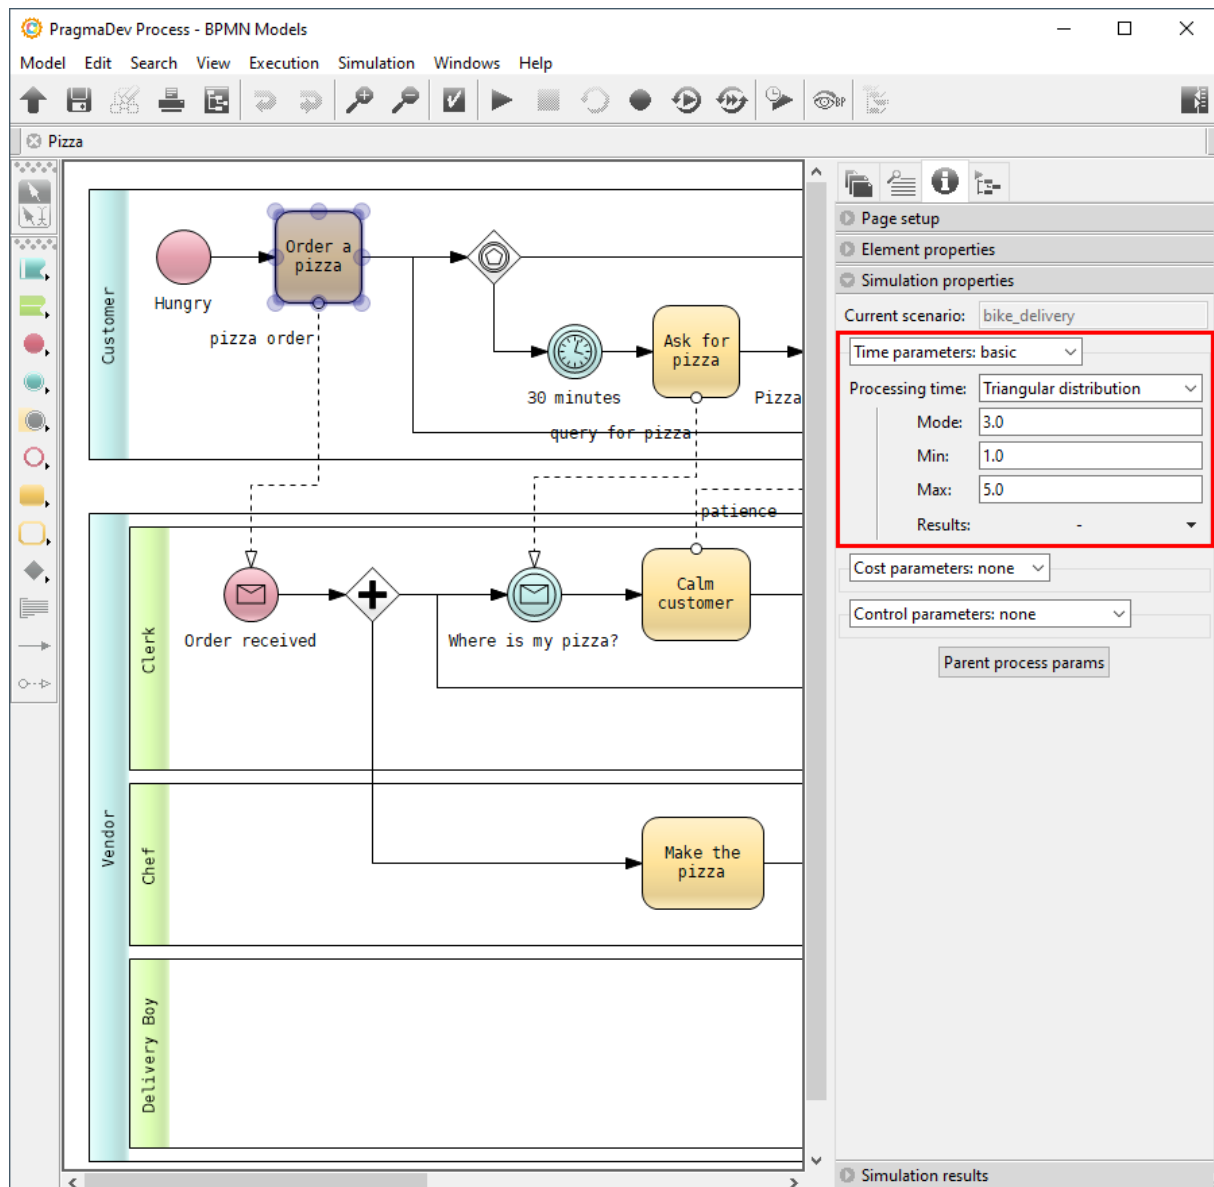 PragmaDev Process - BPMN Models
Model Edit Search View Execution Simulation Windows Help
BP
Pizza
Page setup
Element properties
Simulation properties
Current scenario: bike_delivery
Time parameters: basic
Processing time: Triangular distribution
Mode: 3.0
Min: 1.0
Max: 5.0
Results: -
Cost parameters: none
Control parameters: none
Parent process params
Simulation results
Customer
Hungry
Order a
pizza
pizza order
30 minutes
Ask for
pizza
Pizza
query for pizza
patience
Vendor
Clerk
Order received
Where is my pizza?
Calm
customer
Chef
Make the
pizza
Delivery Boy